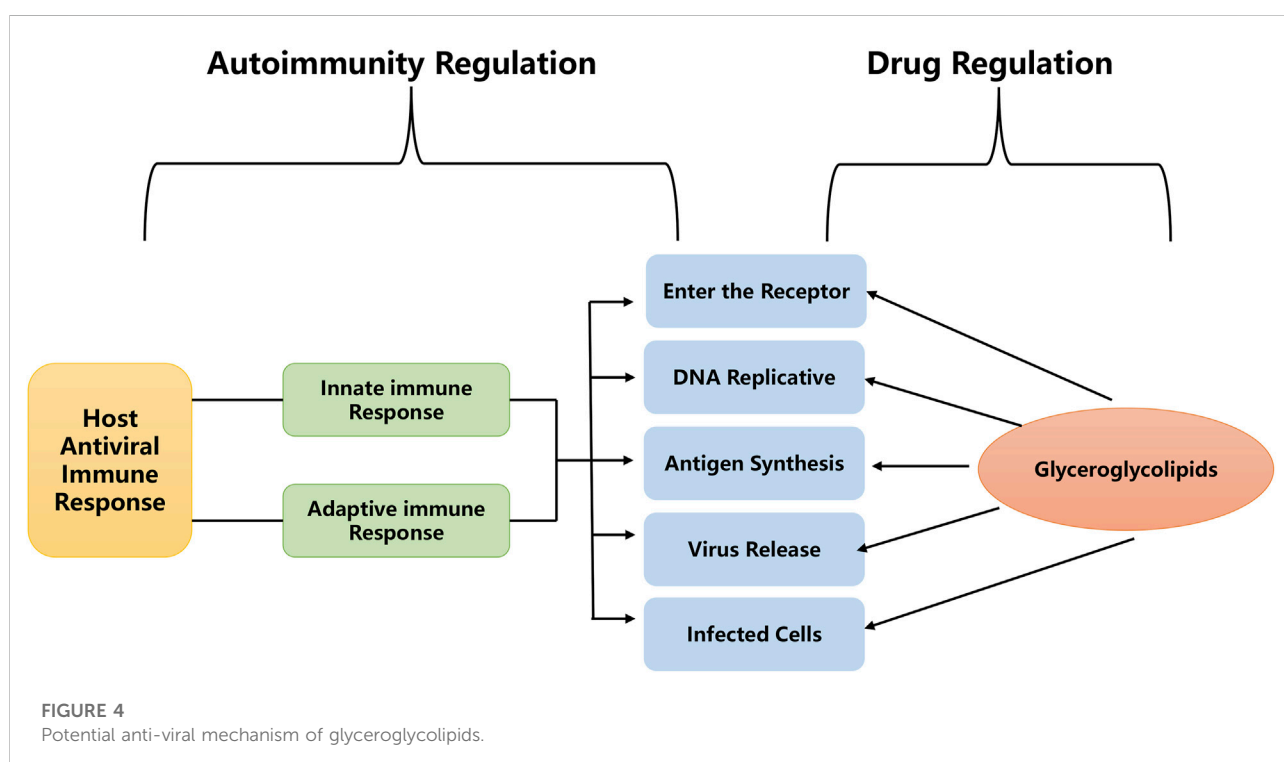 Autoimmunity Regulation
Drug Regulation
Host
Antiviral
Immune
Response
Innate immune
Response
Adaptive immune
Response
Enter the Receptor
DNA Replicative
Antigen Synthesis
Virus Release
Infected Cells
Glyceroglycolipids
FIGURE 4
Potential anti-viral mechanism of glyceroglycolipids.